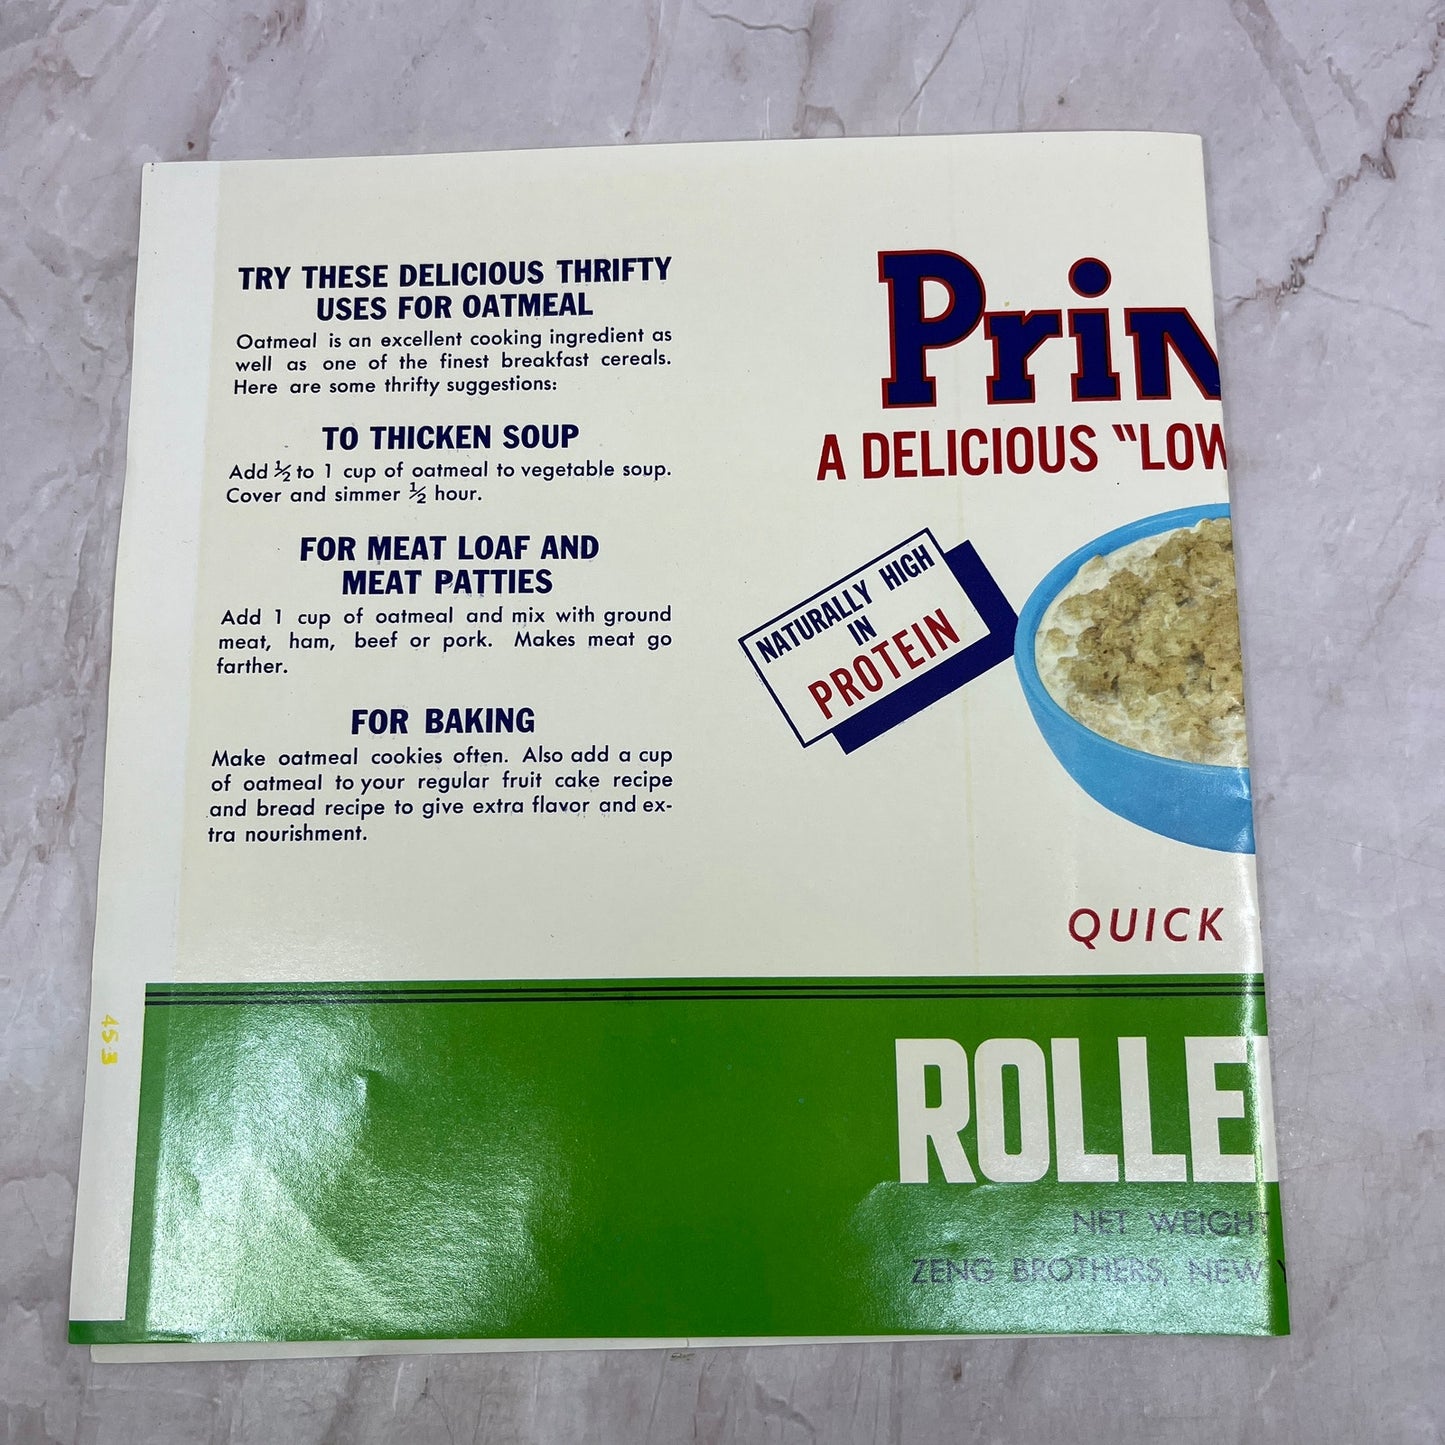 TRY THESE DELICIOUS THRIFTY
USES FOR OATMEAL
Oatmeal is an excellent cooking ingredient as
well as one of the finest breakfast cereals.
Here are some thrifty suggestions:
TO THICKEN SOUP
Add ½ to 1 cup of oatmeal to vegetable soup.
Cover and simmer ½ hour.
FOR MEAT LOAF AND
MEAT PATTIES
Add 1 cup of oatmeal and mix with ground
meat, ham, beef or pork. Makes meat go
farther.
FOR BAKING
Make oatmeal cookies often. Also add a cup
of oatmeal to your regular fruit cake recipe
and bread recipe to give extra flavor and ex-
tra nourishment.
453
Prin
A DELICIOUS "LOW
NATURALLY HIGH
IN
PROTEIN
QUICK
ROLLE
NET WEIGHT
ZENG BROTHERS, NEW Y